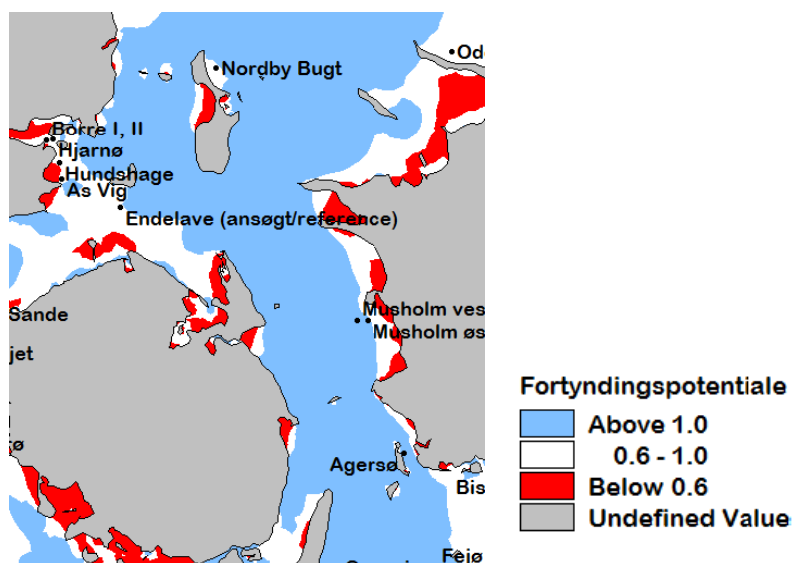 Od
Nordby Bugt
Borre I, II
Hjarnø
Hundshage
As Vig
Endelave (ansøgt/reference)
Sande
Musholm ves
Musholm øs
jet
Agersø
Bis
Fejø
Fortyndingspotentiale
Above 1.0
0.6 - 1.0
Below 0.6
Undefined Value